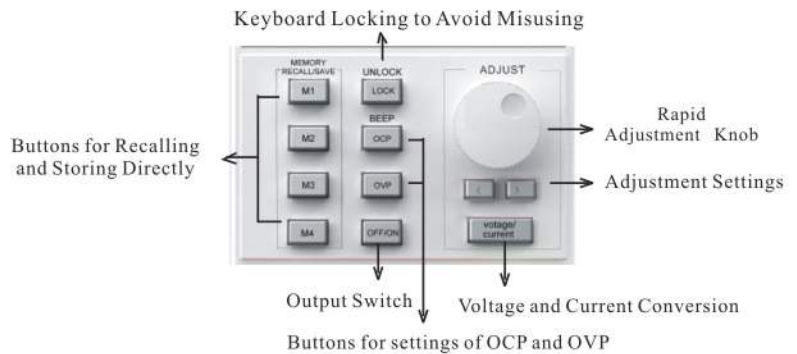 Keyboard Locking to Avoid Misusing
MEMORY
RECALL/SAVE
UNLOCK
ADJUST
M1
LOCK
BEEP
M2
OCP
Rapid
Adjustment Knob
Buttons for Recalling
and Storing Directly
M3
OVP
<
>
Adjustment Settings
M4
OFF/ON
votage/
current
Output Switch
Voltage and Current Conversion
Buttons for settings of OCP and OVP